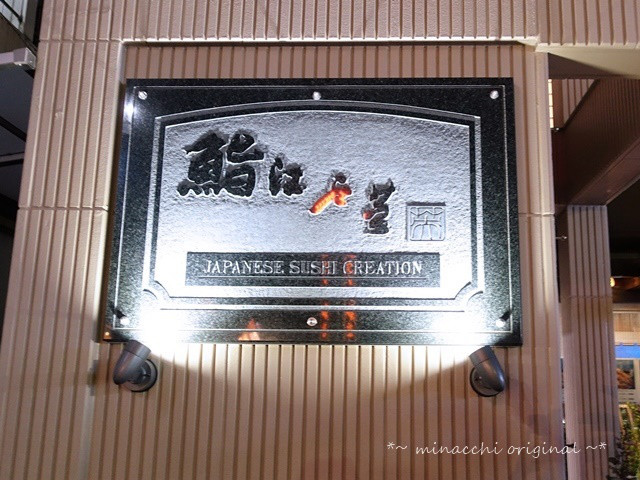 鮨
JAPANESE SUSHI CREATION
*~ minacchi original ~*